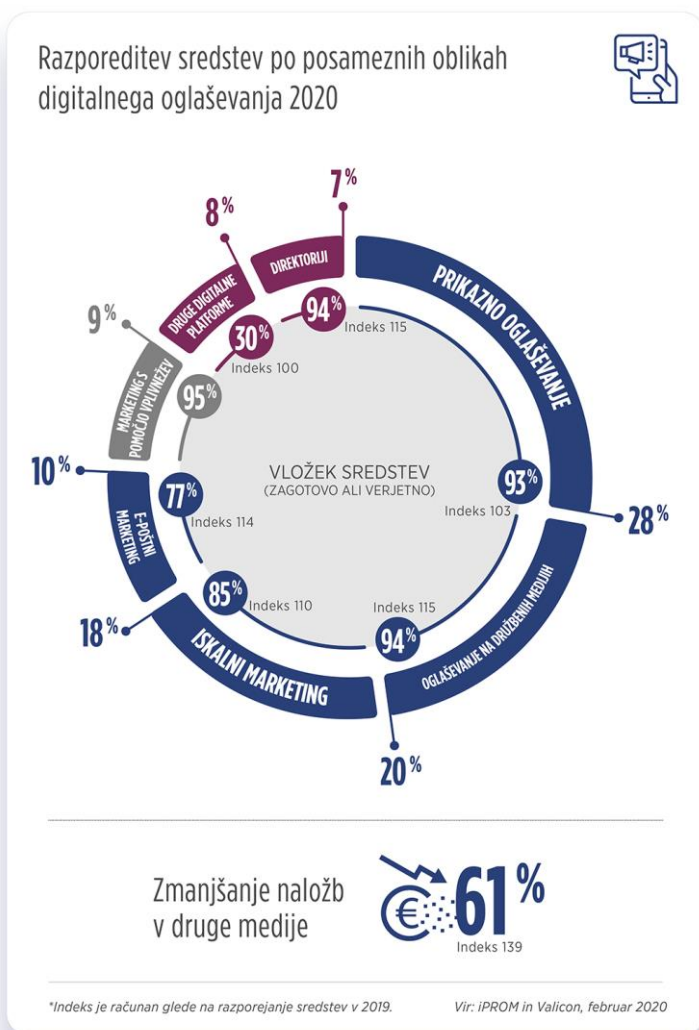 Razporeditev sredstev po posameznih oblikah
digitalnega oglaševanja 2020
7%
8%
9%
10%
18%
20%
28%
DIREKTORIJI
DRUGE DIGITALNE
PLATFORME
MARKETING S
POMOČJO VPLIVNEŽEV
E-POŠTNI
MARKETING
ISKALNI MARKETING
OGLAŠEVANJE NA DRUŽBENIH MEDIJIH
PRIKAZNO OGLAŠEVANJE
94%
Indeks 115
30%
Indeks 100
95%
77%
Indeks 114
85%
Indeks 110
94%
Indeks 115
93%
Indeks 103
VLOŽEK SREDSTEV
(ZAGOTOVO ALI VERJETNO)
Zmanjšanje naložb
v druge medije
€
61%
Indeks 139
*Indeks je računan glede na razporejanje sredstev v 2019.
Vir: iPROM in Valicon, februar 2020